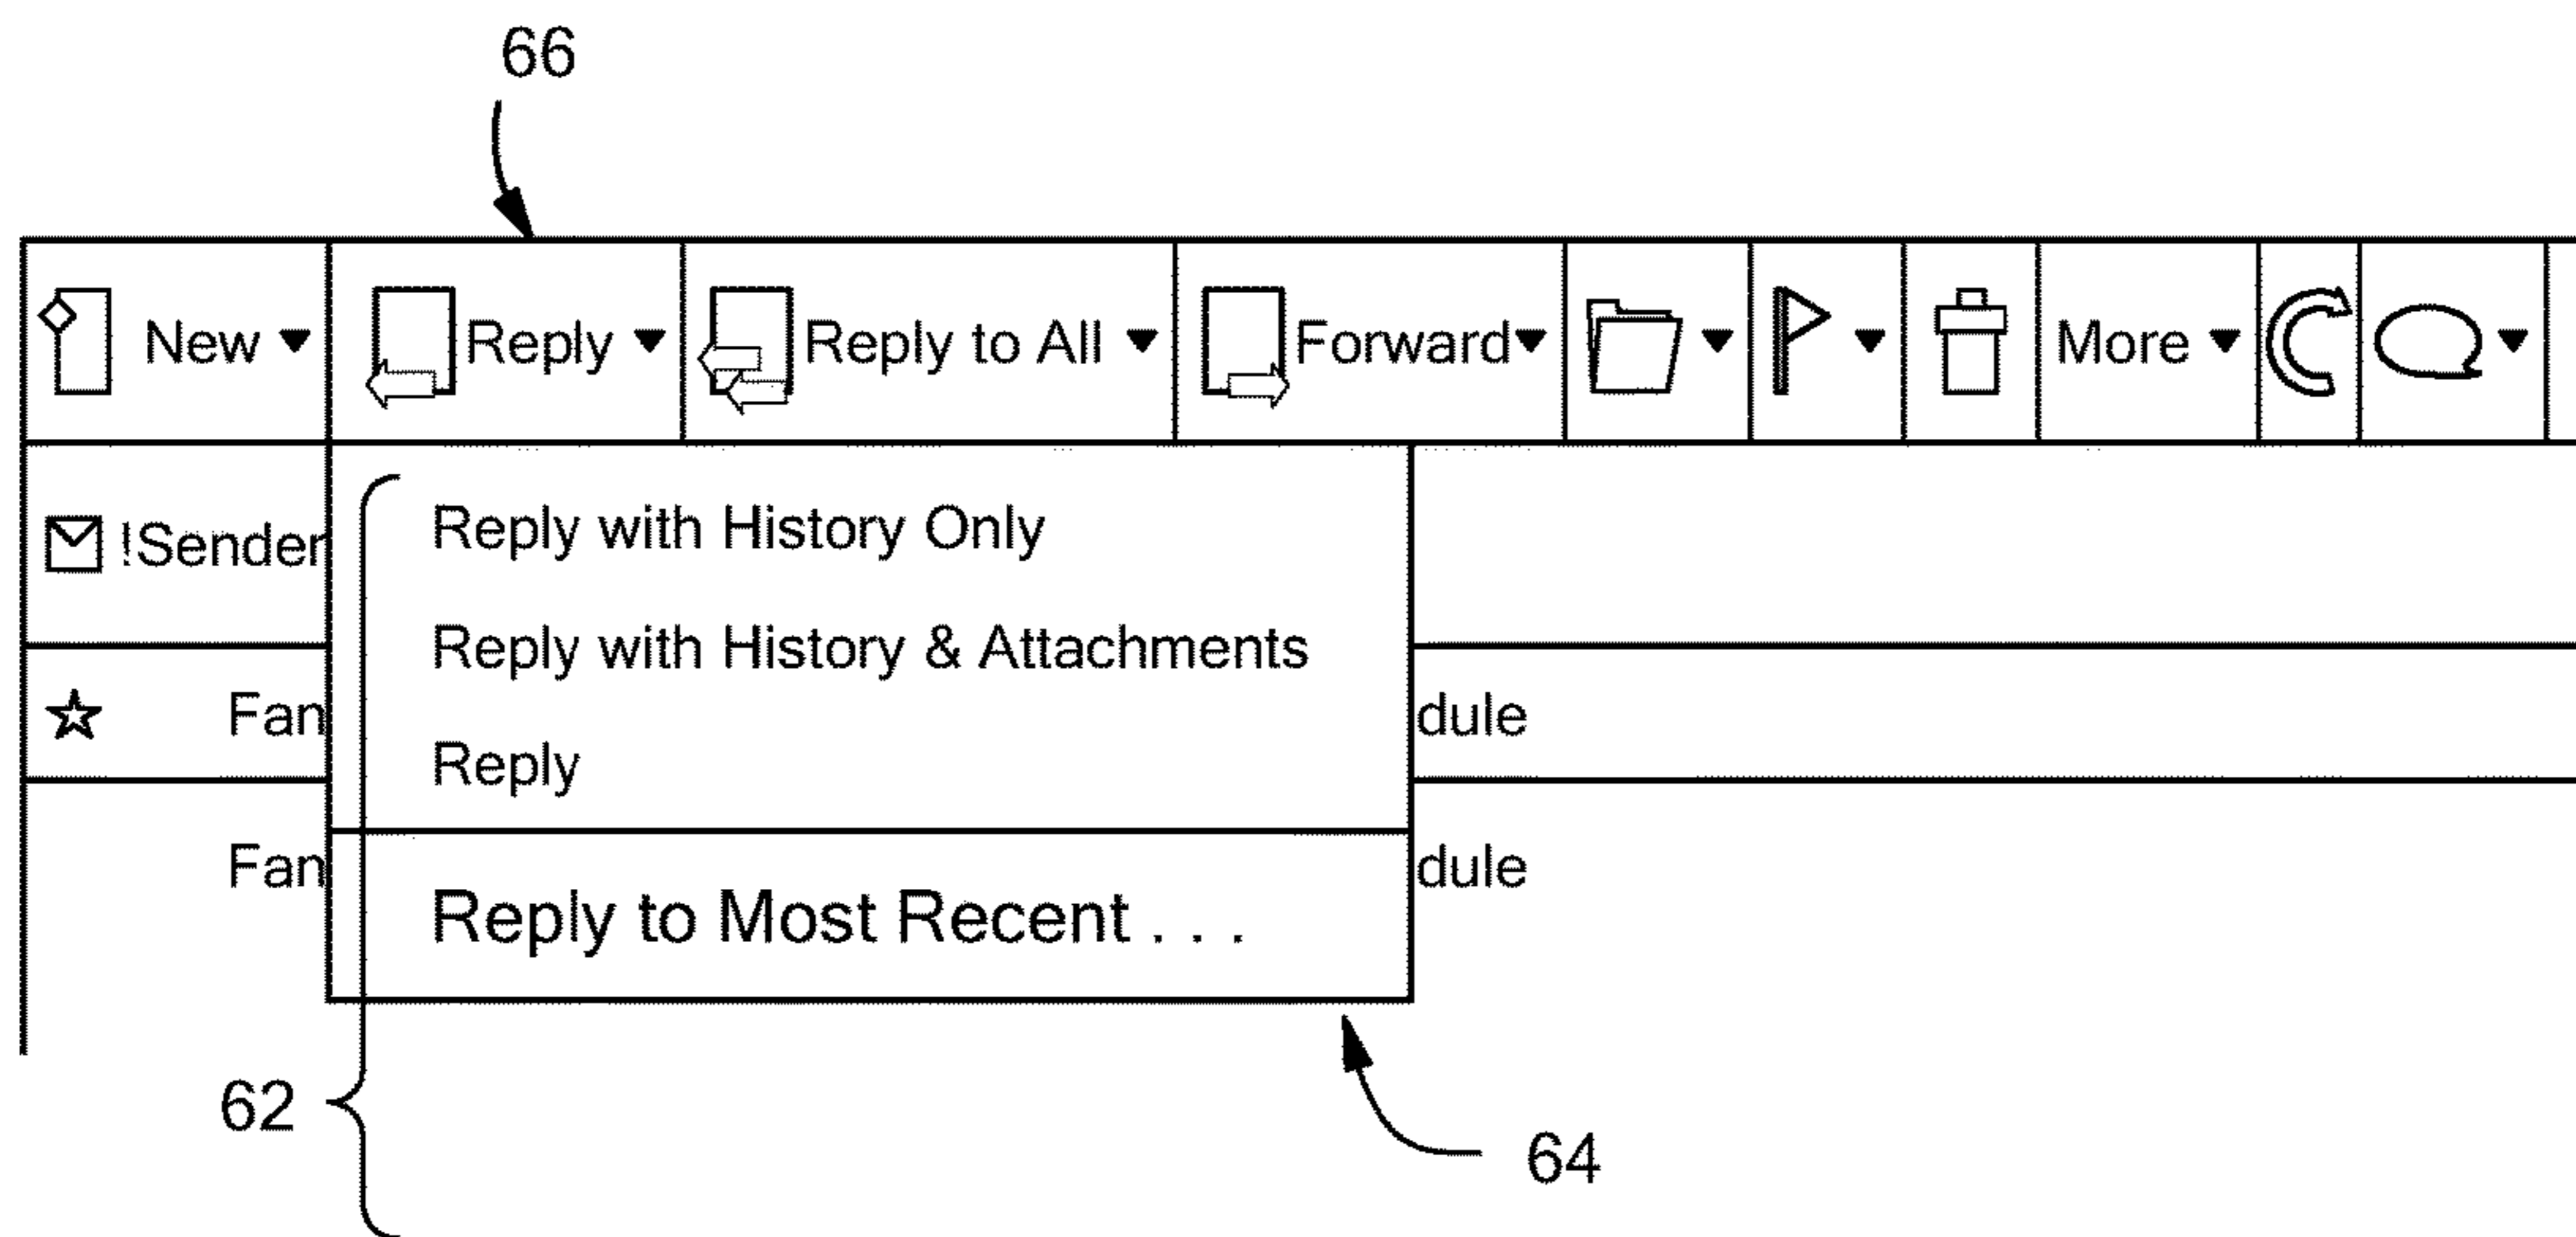 66
New Reply Reply to All Forward More
!Sender
Reply with History Only
Reply with History & Attachments
Fan dule
Reply
Fan dule
Reply to Most Recent . . .
62
64